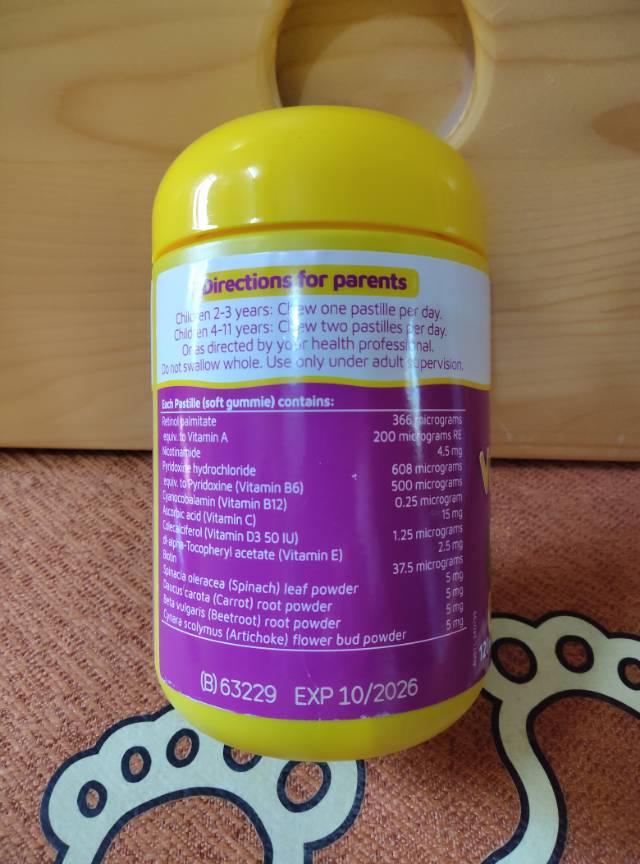 Directions for parents
Children 2-3 years: Chew one pastille per day.
Children 4-11 years: Chew two pastilles per day.
Or as directed by your health professional.
Do not swallow whole. Use only under adult supervision.
Each Pastille (soft gummie) contains:
Retinol palmitate 366 micrograms
equiv. to Vitamin A 200 micrograms RE
Nicotinamide 4.5 mg
Pyridoxine hydrochloride 608 micrograms
equiv. to Pyridoxine (Vitamin B6) 500 micrograms
Cyanocobalamin (Vitamin B12) 0.25 microgram
Ascorbic acid (Vitamin C) 15 mg
Colecalciferol (Vitamin D3 50 IU) 1.25 micrograms
dl-alpha-Tocopheryl acetate (Vitamin E) 2.5 mg
Biotin 37.5 micrograms
Spinacia oleracea (Spinach) leaf powder 5 mg
Daucus carota (Carrot) root powder 5 mg
Beta vulgaris (Beetroot) root powder 5 mg
Cynara scolymus (Artichoke) flower bud powder 5 mg
(B) 63229 EXP 10/2026